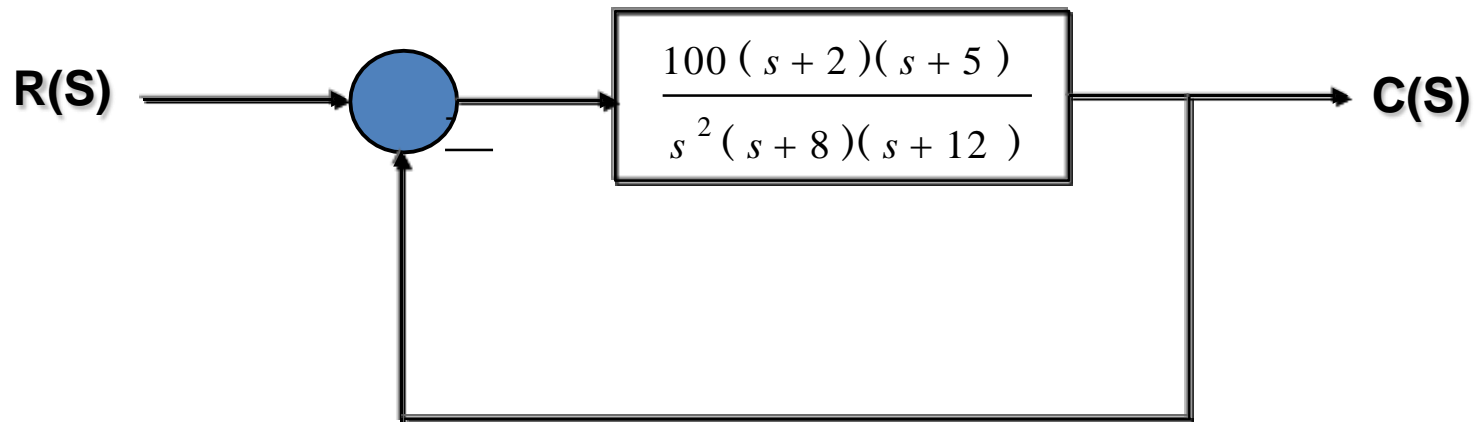 R(S)
100 ( s + 2 )( s + 5 )
s 2 ( s + 8 )( s + 12 )
C(S)
-